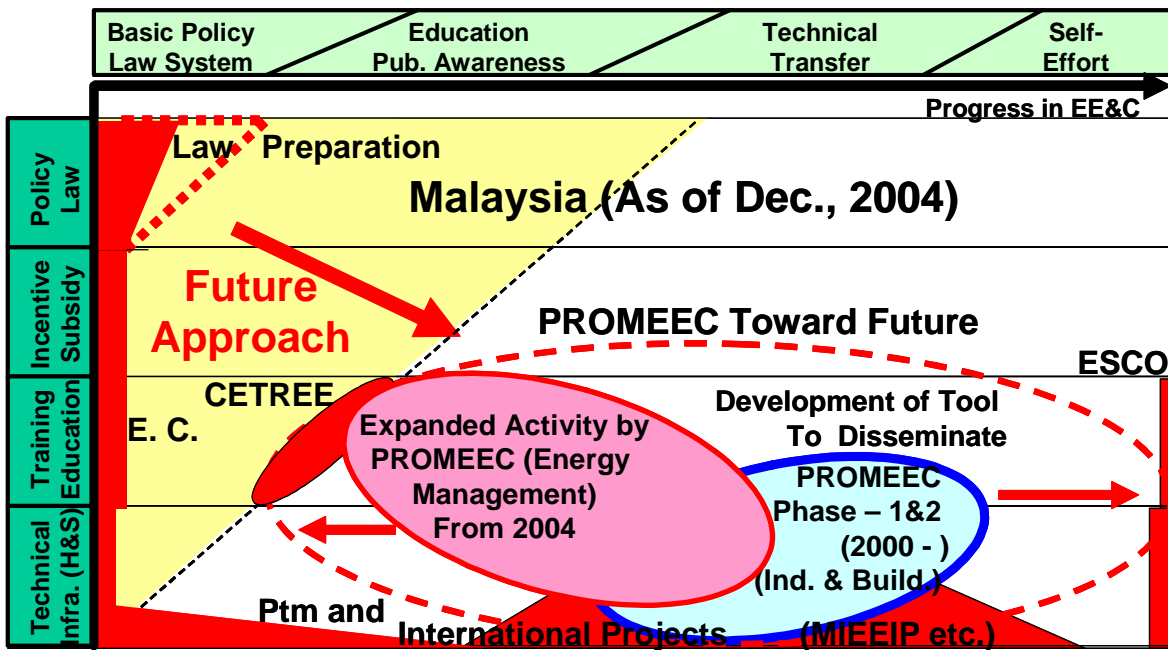 Basic Policy
Law System
Education
Pub. Awareness
Technical
Transfer
Self-
Effort
Progress in EE&C
Policy
Law
Law Preparation
Malaysia (As of Dec., 2004)
Incentive
Subsidy
Future
Approach
PROMEEC Toward Future
ESCO
Training
Education
CETREE
E. C.
Expanded Activity by
PROMEEC (Energy
Management)
From 2004
Development of Tool
To Disseminate
PROMEEC
Phase – 1&2
(2000 - )
(Ind. & Build.)
Technical
Infra. (H&S)
Ptm and
International Projects (MIEEIP etc.)